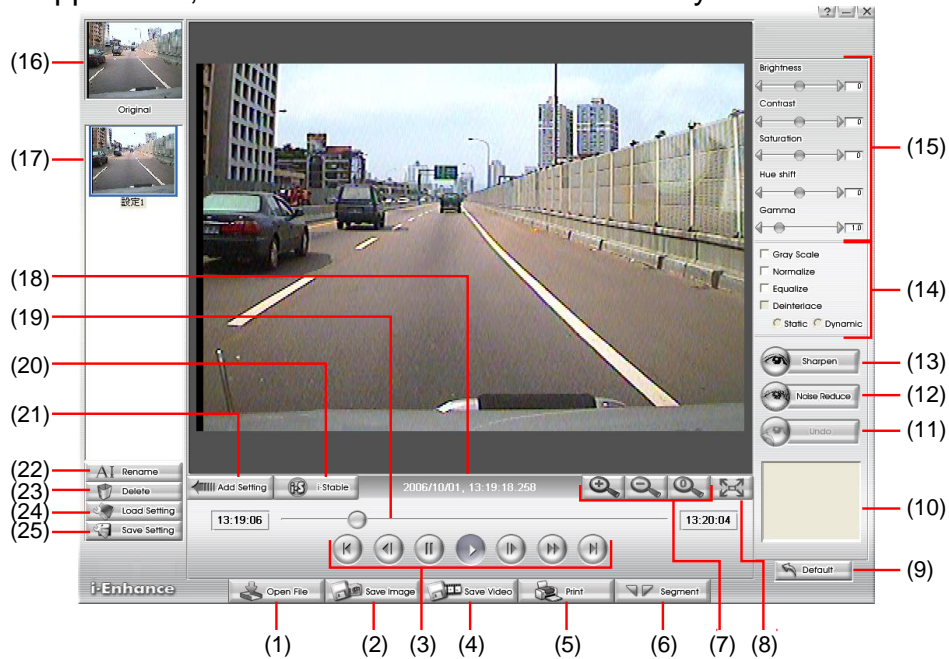 (16)
Original
(17)
設定1
(18)
(19)
(20)
(21)
(22)
(23)
(24)
(25)
AI Rename
Delete
Load Setting
Save Setting
i-Enhance
? — X
Brightness
0
Contrast
0
Saturation
0
Hue shift
0
Gamma
1.0
(15)
Gray Scale
Normalize
Equalize
Deinterlace
Static Dynamic
(14)
Sharpen
(13)
Noise Reduce
(12)
Undo
(11)
(10)
Default
(9)
Add Setting
i-S i-Stable
2006/10/01, 13:19:18.258
13:19:06
13:20:04
Open File
Save Image
Save Video
Print
Segment
(1)
(2)
(3)
(4)
(5)
(6)
(7)
(8)